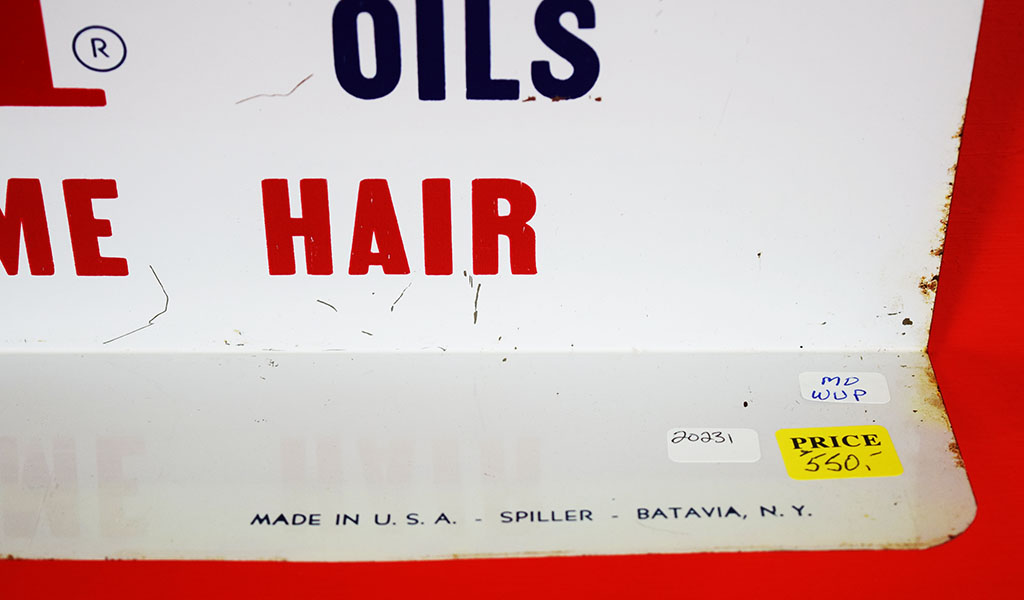 ® OILS
ME HAIR
MD
WUP
20231
PRICE
550,-
MADE IN U. S. A. - SPILLER - BATAVIA, N. Y.